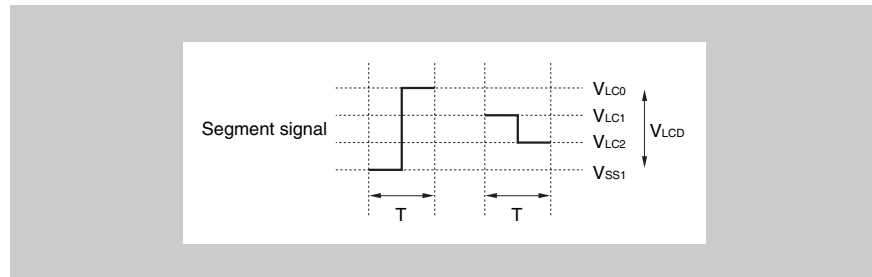 VLC0
VLC1
Segment signal
VLCD
VLC2
VSS1
T
T